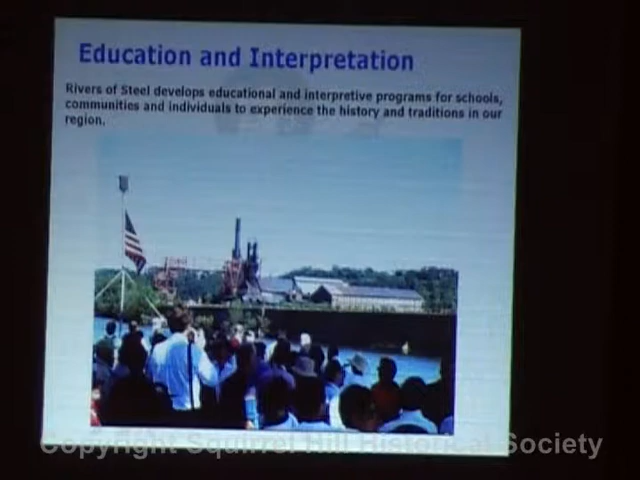 Education and Interpretation
Rivers of Steel develops educational and interpretive programs for schools,
communities and individuals to experience the history and traditions in our
region.
Copyright Squirrel Hill Historical Society